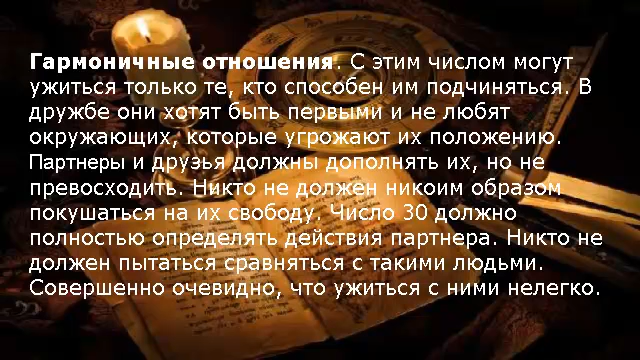 Гармоничные отношения. С этим числом могут
ужиться только те, кто способен им подчиняться. В
дружбе они хотят быть первыми и не любят
окружающих, которые угрожают их положению.
Партнеры и друзья должны дополнять их, но не
превосходить. Никто не должен никоим образом
покушаться на их свободу. Число 30 должно
полностью определять действия партнера. Никто не
должен пытаться сравняться с такими людьми.
Совершенно очевидно, что ужиться с ними нелегко.